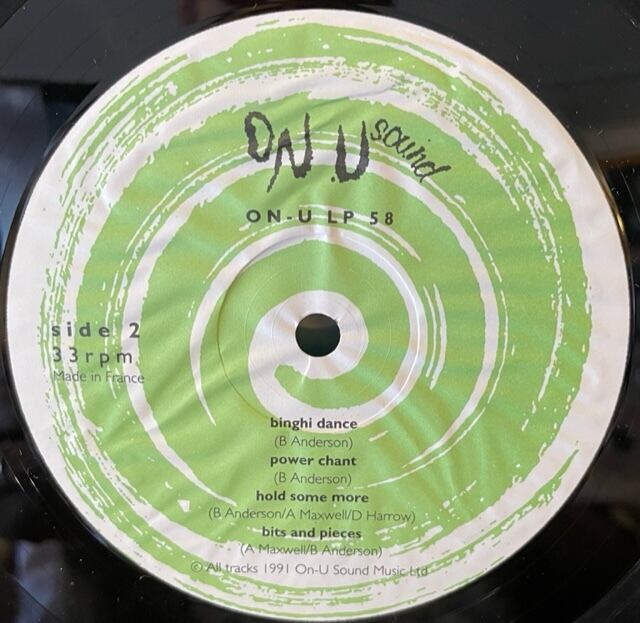 ON.U sound
ON-U LP 58
side 2
33rpm
Made in France
binghi dance
(B Anderson)
power chant
(B Anderson)
hold some more
(B Anderson/A Maxwell/D Harrow)
bits and pieces
(A Maxwell/B Anderson)
© All tracks 1991 On-U Sound Music Ltd